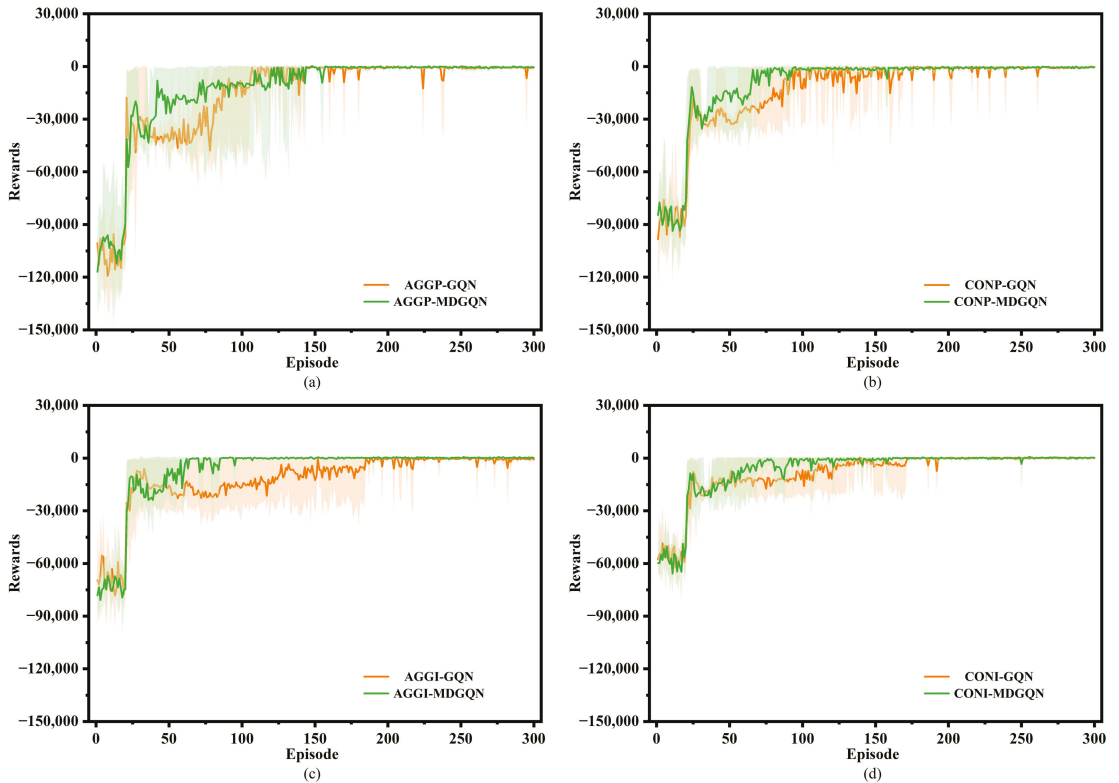 30,000
0
−30,000
−60,000
−90,000
−120,000
−150,000
Rewards
AGGP-GQN
AGGP-MDGQN
0 50 100 150 200 250 300
Episode
(a)
30,000
0
−30,000
−60,000
−90,000
−120,000
−150,000
Rewards
CONP-GQN
CONP-MDGQN
0 50 100 150 200 250 300
Episode
(b)
30,000
0
−30,000
−60,000
−90,000
−120,000
−150,000
Rewards
AGGI-GQN
AGGI-MDGQN
0 50 100 150 200 250 300
Episode
(c)
30,000
0
−30,000
−60,000
−90,000
−120,000
−150,000
Rewards
CONI-GQN
CONI-MDGQN
0 50 100 150 200 250 300
Episode
(d)